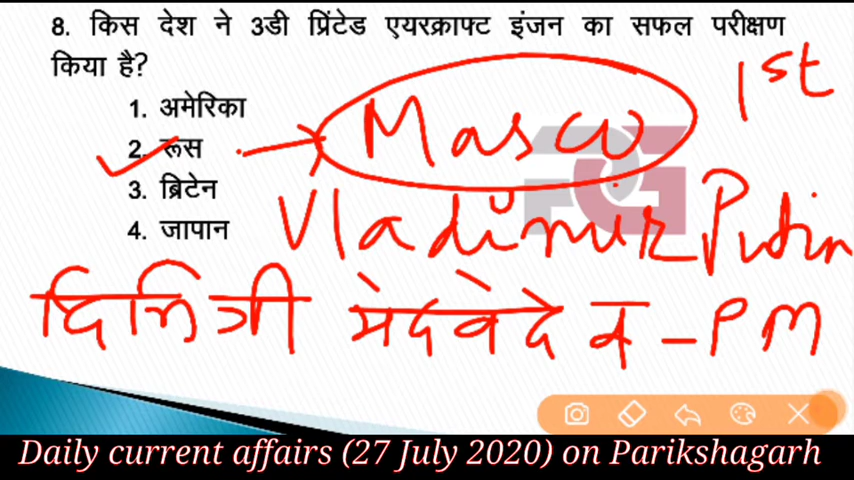 8. किस देश ने 3डी प्रिंटेड एयरक्राफ्ट इंजन का सफल परीक्षण
किया है?
1st
1. अमेरिका
Masco
2. रूस
3. ब्रिटेन
Vladimir Putin
4. जापान
दिमित्री मेदवेदेव - PM
Daily current affairs (27 July 2020) on Parikshagarh